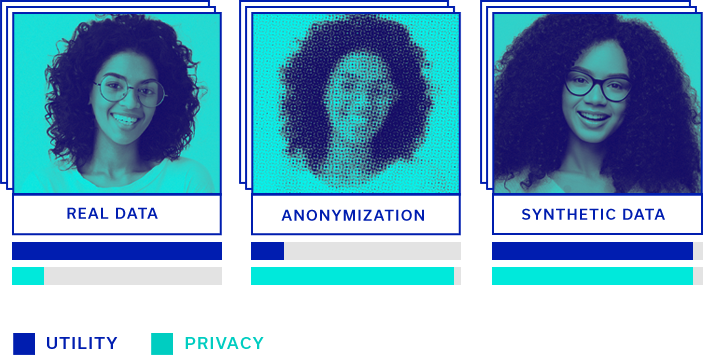 REAL DATA
ANONYMIZATION
SYNTHETIC DATA
UTILITY
PRIVACY